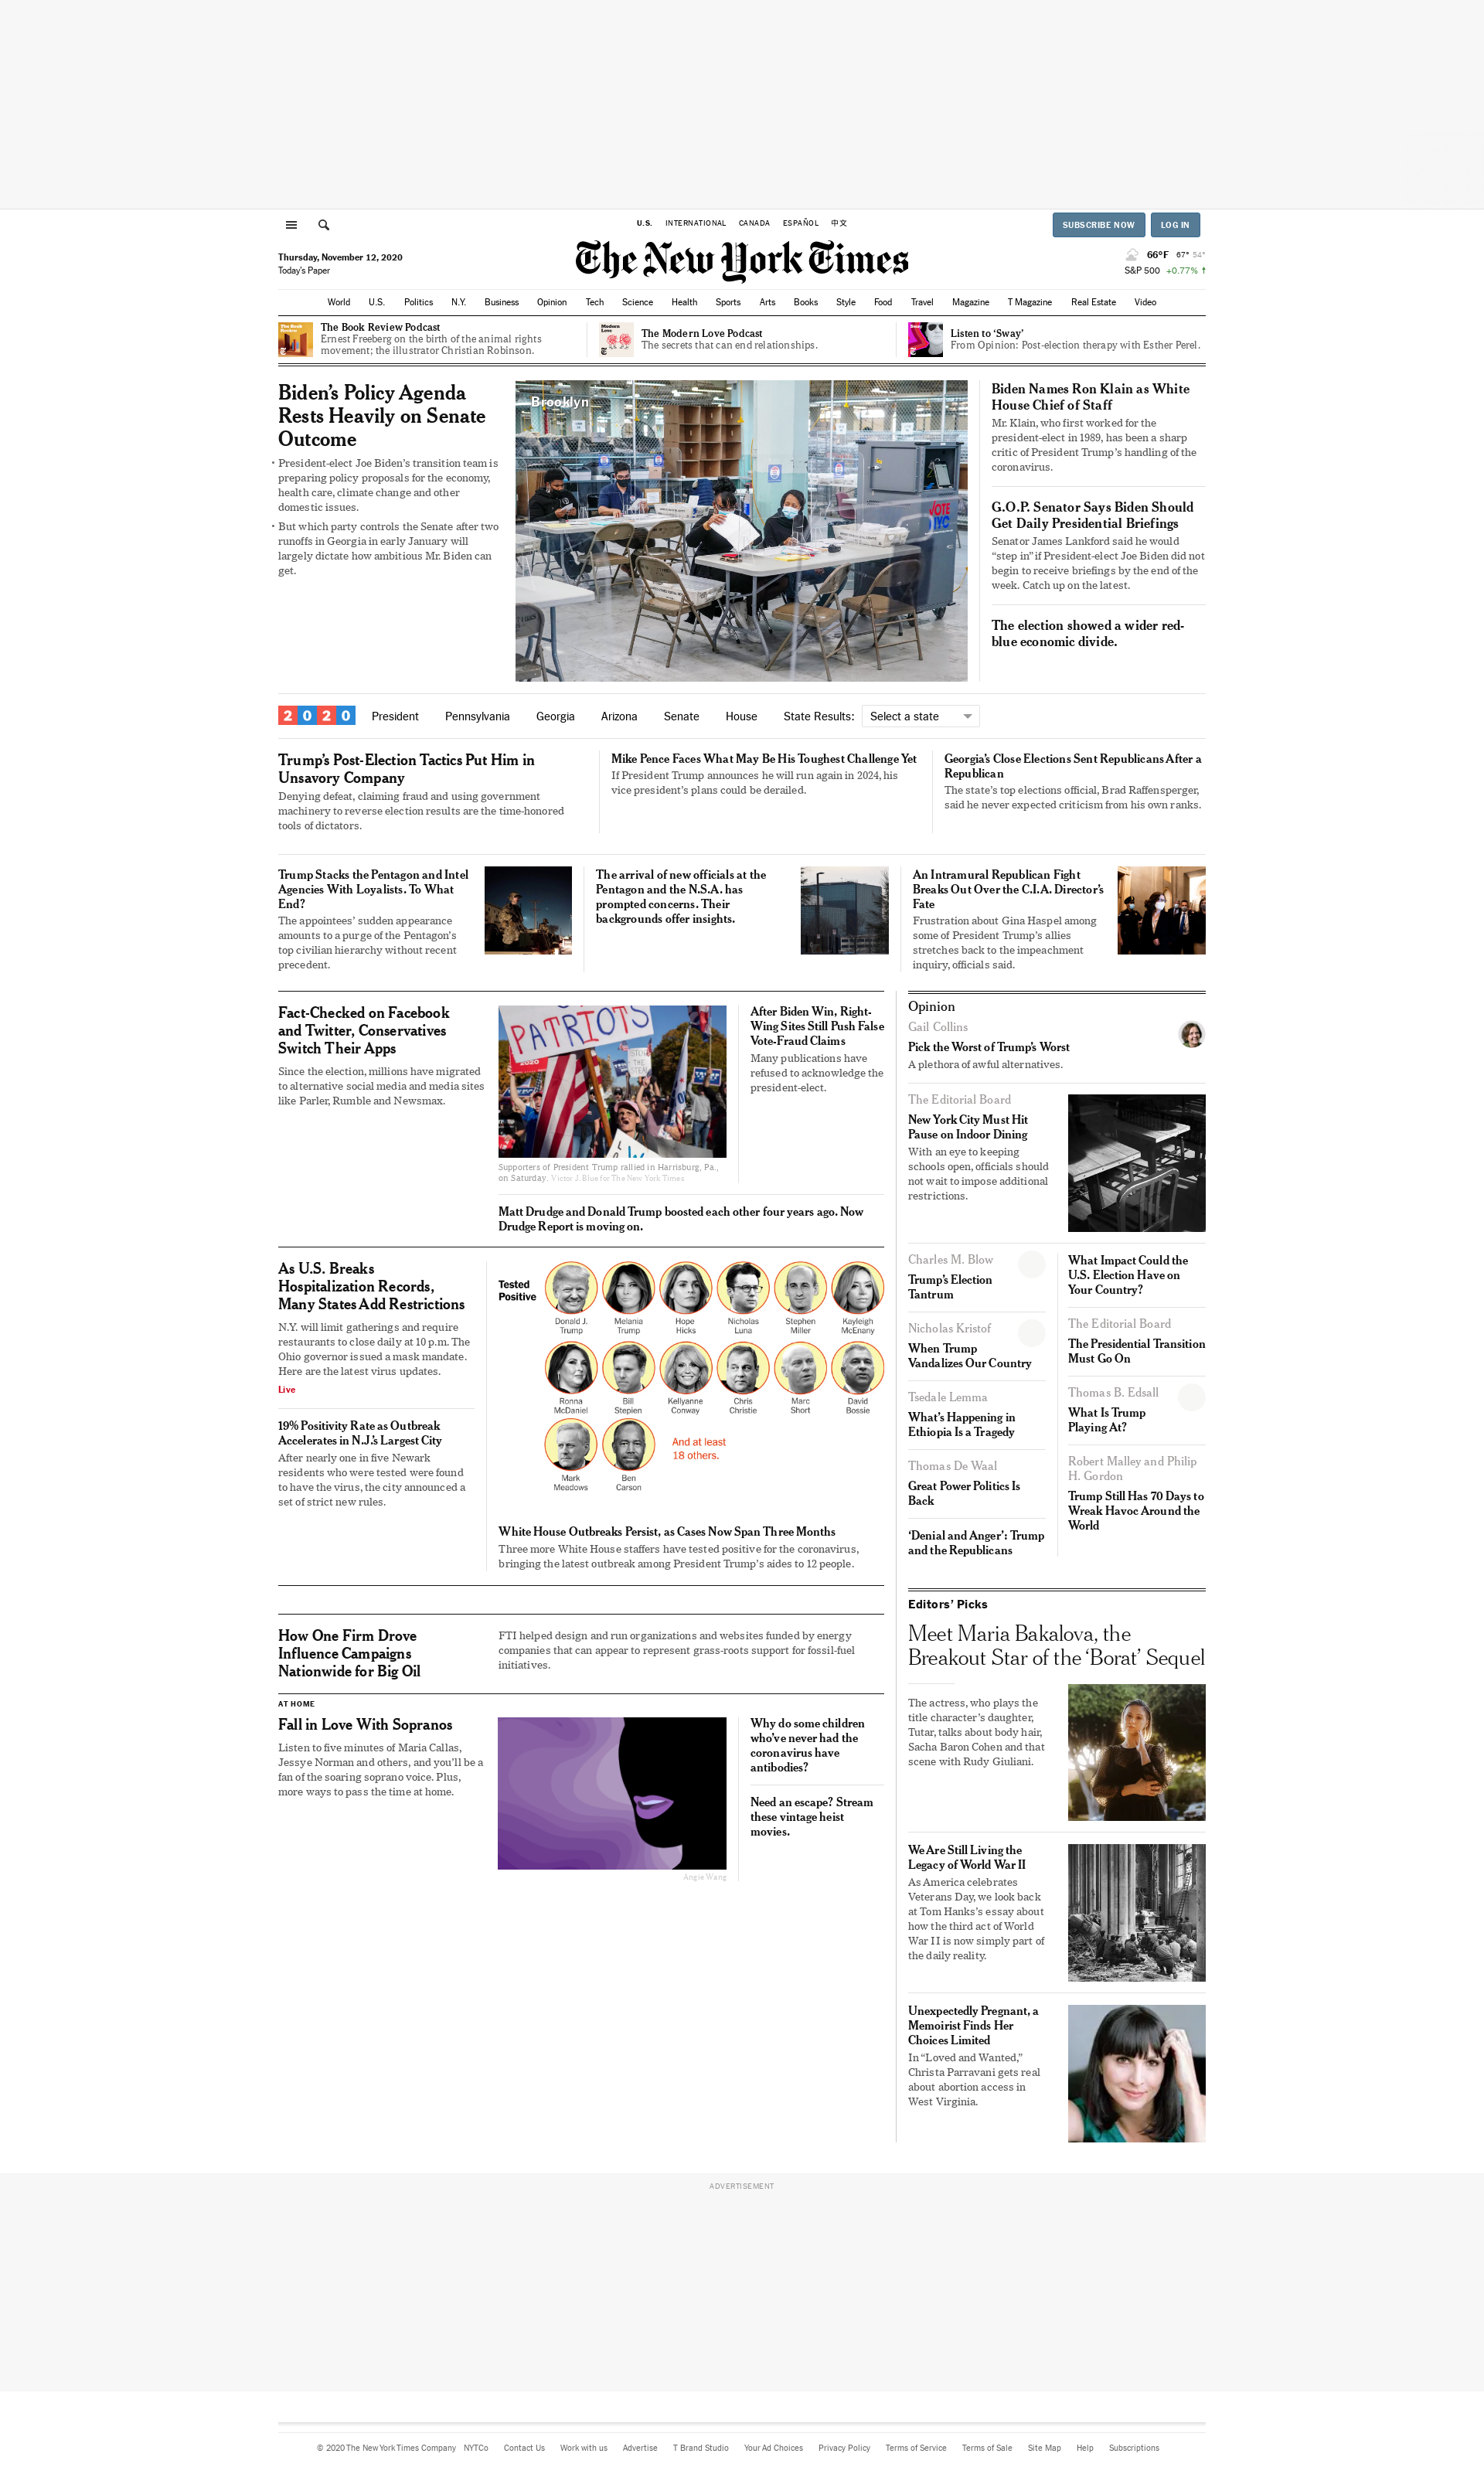 U.S. INTERNATIONAL CANADA ESPAÑOL 中文
SUBSCRIBE NOW LOG IN
Thursday, November 12, 2020
Today's Paper
The New York Times
66°F 67° 54°
S&P 500 +0.77% ↑
World U.S. Politics N.Y. Business Opinion Tech Science Health Sports Arts Books Style Food Travel Magazine T Magazine Real Estate Video
The Book Review Podcast
Ernest Freeberg on the birth of the animal rights
movement; the illustrator Christian Robinson.
The Modern Love Podcast
The secrets that can end relationships.
Listen to ‘Sway’
From Opinion: Post-election therapy with Esther Perel.
Biden’s Policy Agenda
Rests Heavily on Senate
Outcome
• President-elect Joe Biden’s transition team is
preparing policy proposals for the economy,
health care, climate change and other
domestic issues.
• But which party controls the Senate after two
runoffs in Georgia in early January will
largely dictate how ambitious Mr. Biden can
get.
Brooklyn
VOTE
NYC
Biden Names Ron Klain as White
House Chief of Staff
Mr. Klain, who first worked for the
president-elect in 1989, has been a sharp
critic of President Trump’s handling of the
coronavirus.
G.O.P. Senator Says Biden Should
Get Daily Presidential Briefings
Senator James Lankford said he would
“step in” if President-elect Joe Biden did not
begin to receive briefings by the end of the
week. Catch up on the latest.
The election showed a wider red-
blue economic divide.
2020 President Pennsylvania Georgia Arizona Senate House State Results: Select a state
Trump’s Post-Election Tactics Put Him in
Unsavory Company
Denying defeat, claiming fraud and using government
machinery to reverse election results are the time-honored
tools of dictators.
Mike Pence Faces What May Be His Toughest Challenge Yet
If President Trump announces he will run again in 2024, his
vice president’s plans could be derailed.
Georgia’s Close Elections Sent Republicans After a
Republican
The state’s top elections official, Brad Raffensperger,
said he never expected criticism from his own ranks.
Trump Stacks the Pentagon and Intel
Agencies With Loyalists. To What
End?
The appointees’ sudden appearance
amounts to a purge of the Pentagon’s
top civilian hierarchy without recent
precedent.
The arrival of new officials at the
Pentagon and the N.S.A. has
prompted concerns. Their
backgrounds offer insights.
An Intramural Republican Fight
Breaks Out Over the C.I.A. Director’s
Fate
Frustration about Gina Haspel among
some of President Trump’s allies
stretches back to the impeachment
inquiry, officials said.
Fact-Checked on Facebook
and Twitter, Conservatives
Switch Their Apps
Since the election, millions have migrated
to alternative social media and media sites
like Parler, Rumble and Newsmax.
PATRIOTS
STOP
THE
2020
Supporters of President Trump rallied in Harrisburg, Pa.,
on Saturday. Victor J. Blue for The New York Times
After Biden Win, Right-
Wing Sites Still Push False
Vote-Fraud Claims
Many publications have
refused to acknowledge the
president-elect.
Matt Drudge and Donald Trump boosted each other four years ago. Now
Drudge Report is moving on.
As U.S. Breaks
Hospitalization Records,
Many States Add Restrictions
N.Y. will limit gatherings and require
restaurants to close daily at 10 p.m. The
Ohio governor issued a mask mandate.
Here are the latest virus updates.
Live
19% Positivity Rate as Outbreak
Accelerates in N.J.’s Largest City
After nearly one in five Newark
residents who were tested were found
to have the virus, the city announced a
set of strict new rules.
Tested
Positive
Donald J. Trump
Melania Trump
Hope Hicks
Nicholas Luna
Stephen Miller
Kayleigh McEnany
Ronna McDaniel
Bill Stepien
Kellyanne Conway
Chris Christie
Marc Short
David Bossie
Mark Meadows
Ben Carson
And at least
18 others.
White House Outbreaks Persist, as Cases Now Span Three Months
Three more White House staffers have tested positive for the coronavirus,
bringing the latest outbreak among President Trump’s aides to 12 people.
How One Firm Drove
Influence Campaigns
Nationwide for Big Oil
FTI helped design and run organizations and websites funded by energy
companies that can appear to represent grass-roots support for fossil-fuel
initiatives.
AT HOME
Fall in Love With Sopranos
Listen to five minutes of Maria Callas,
Jessye Norman and others, and you’ll be a
fan of the soaring soprano voice. Plus,
more ways to pass the time at home.
Angie Wang
Why do some children
who’ve never had the
coronavirus have
antibodies?
Need an escape? Stream
these vintage heist
movies.
Opinion
Gail Collins
Pick the Worst of Trump’s Worst
A plethora of awful alternatives.
The Editorial Board
New York City Must Hit
Pause on Indoor Dining
With an eye to keeping
schools open, officials should
not wait to impose additional
restrictions.
Charles M. Blow
Trump’s Election
Tantrum
Nicholas Kristof
When Trump
Vandalizes Our Country
Tsedale Lemma
What’s Happening in
Ethiopia Is a Tragedy
Thomas De Waal
Great Power Politics Is
Back
‘Denial and Anger’: Trump
and the Republicans
What Impact Could the
U.S. Election Have on
Your Country?
The Editorial Board
The Presidential Transition
Must Go On
Thomas B. Edsall
What Is Trump
Playing At?
Robert Malley and Philip
H. Gordon
Trump Still Has 70 Days to
Wreak Havoc Around the
World
Editors’ Picks
Meet Maria Bakalova, the
Breakout Star of the ‘Borat’ Sequel
The actress, who plays the
title character’s daughter,
Tutar, talks about body hair,
Sacha Baron Cohen and that
scene with Rudy Giuliani.
We Are Still Living the
Legacy of World War II
As America celebrates
Veterans Day, we look back
at Tom Hanks’s essay about
how the third act of World
War II is now simply part of
the daily reality.
Unexpectedly Pregnant, a
Memoirist Finds Her
Choices Limited
In “Loved and Wanted,”
Christa Parravani gets real
about abortion access in
West Virginia.
ADVERTISEMENT
© 2020 The New York Times Company NYTCo Contact Us Work with us Advertise T Brand Studio Your Ad Choices Privacy Policy Terms of Service Terms of Sale Site Map Help Subscriptions